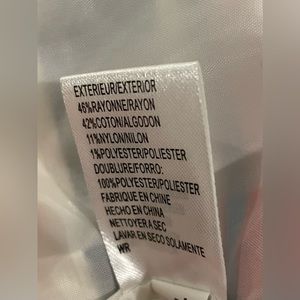 EXTERIEUR/EXTERIOR
46%RAYONNE/RAYON
42%COTON/ALGODON
11%NYLON/NILON
1%POLYESTER/POLIESTER
DOUBLURE/FORRO:
100%POLYESTER/POLIESTER
FABRIQUE EN CHINE
HECHO EN CHINA
NETTOYER A SEC
LAVAR EN SECO SOLAMENTE
WR